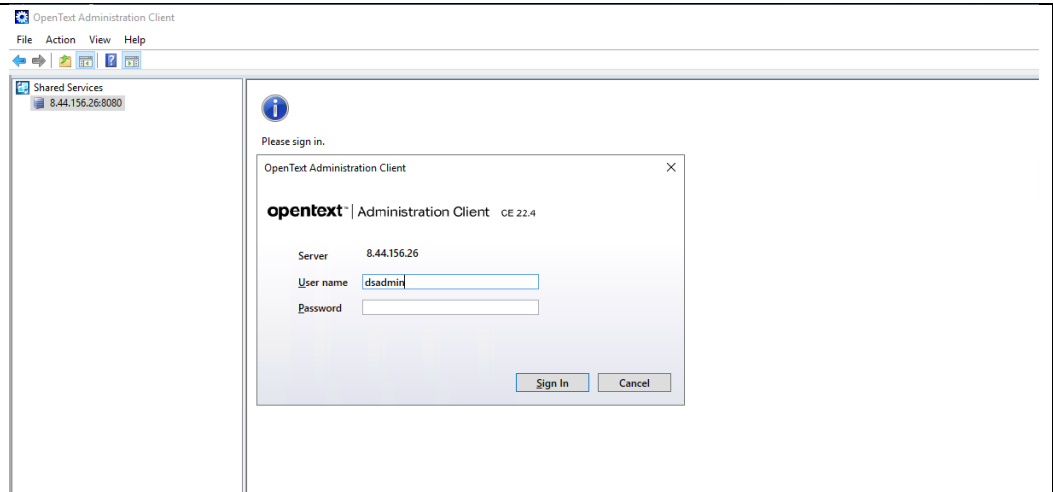 OpenText Administration Client
File Action View Help
Shared Services
8.44.156.26:8080
Please sign in.
OpenText Administration Client
opentext™ | Administration Client CE 22.4
Server 8.44.156.26
User name dsadmin
Password
Sign In Cancel